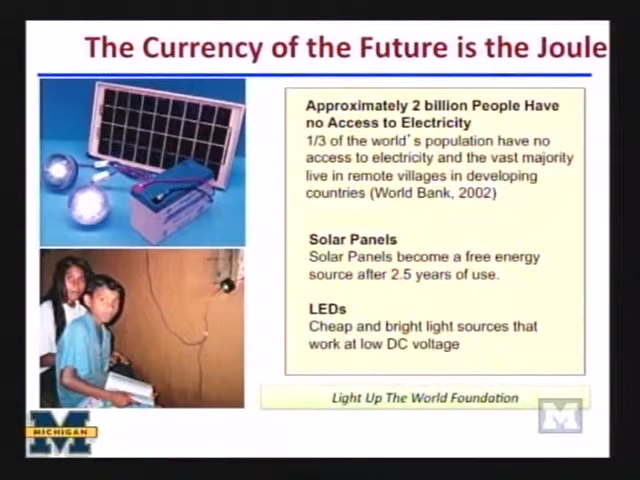 The Currency of the Future is the Joule
Approximately 2 billion People Have
no Access to Electricity
1/3 of the world's population have no
access to electricity and the vast majority
live in remote villages in developing
countries (World Bank, 2002)
Solar Panels
Solar Panels become a free energy
source after 2.5 years of use.
LEDs
Cheap and bright light sources that
work at low DC voltage
Light Up The World Foundation
MICHIGAN
M